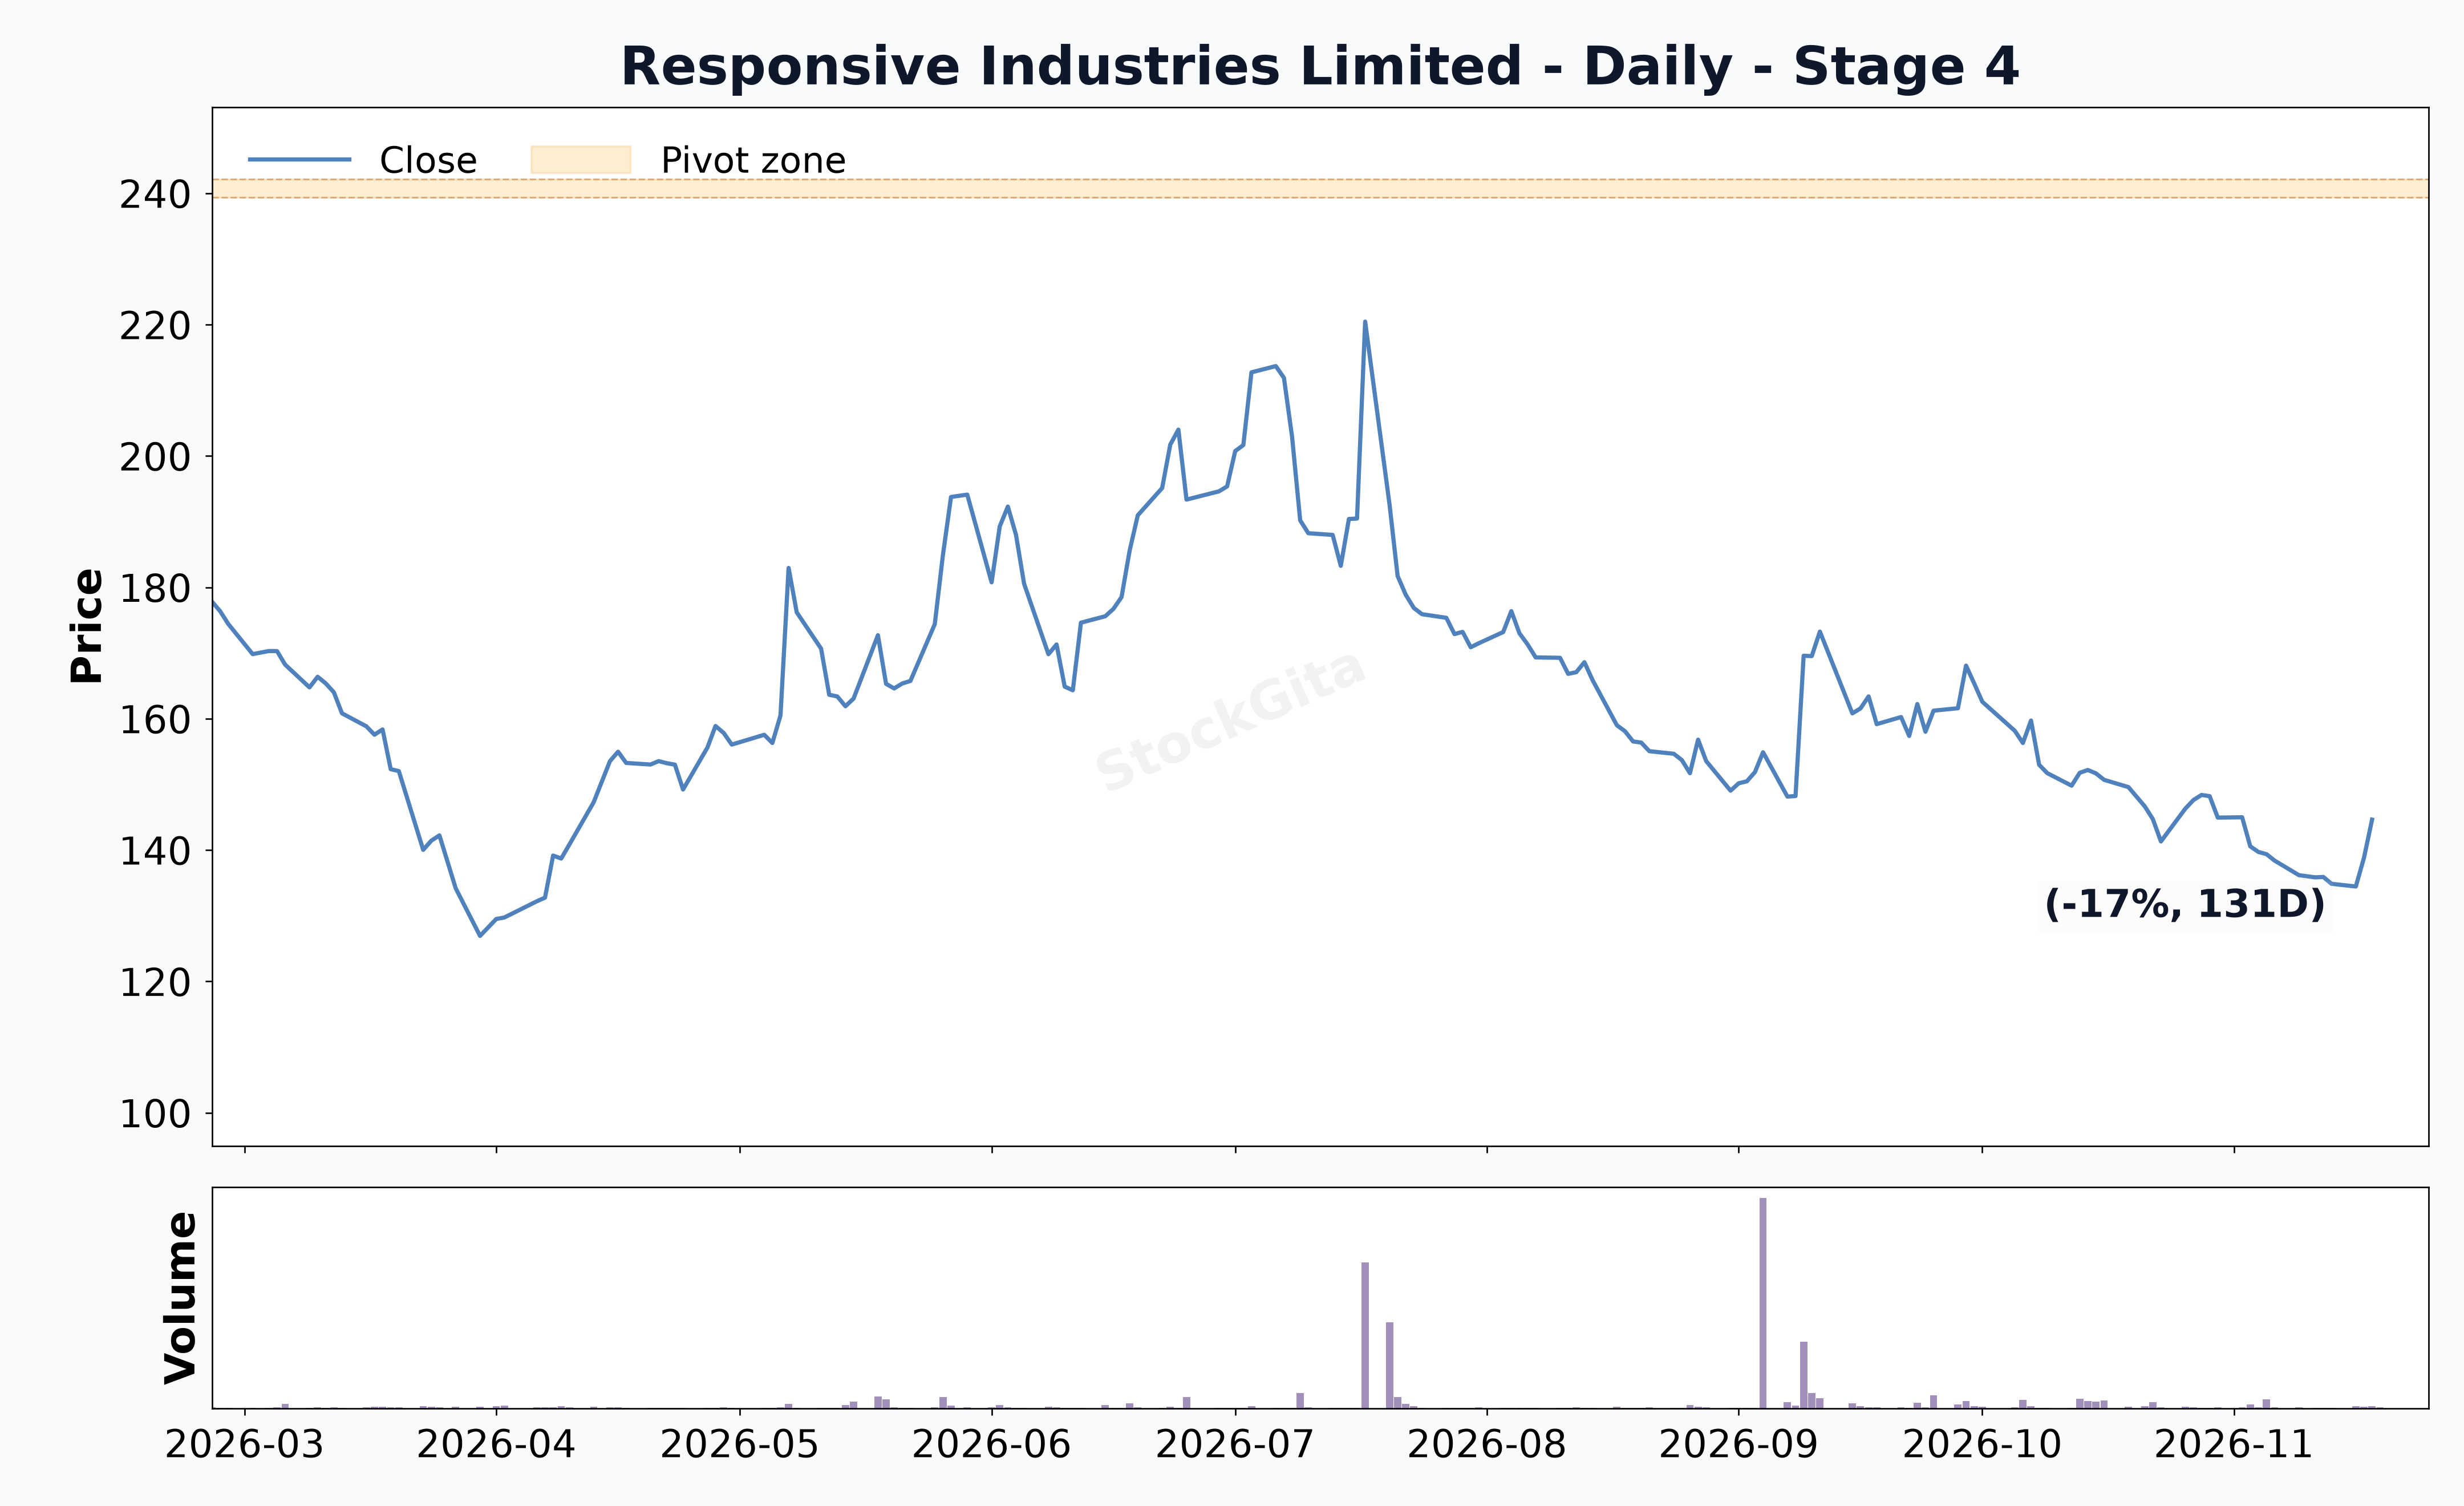 Responsive Industries Limited - Daily - Stage 4
Close
Pivot zone
Price
240
220
200
180
160
140
120
100
StockGita
(-17%, 131D)
Volume
2026-03
2026-04
2026-05
2026-06
2026-07
2026-08
2026-09
2026-10
2026-11